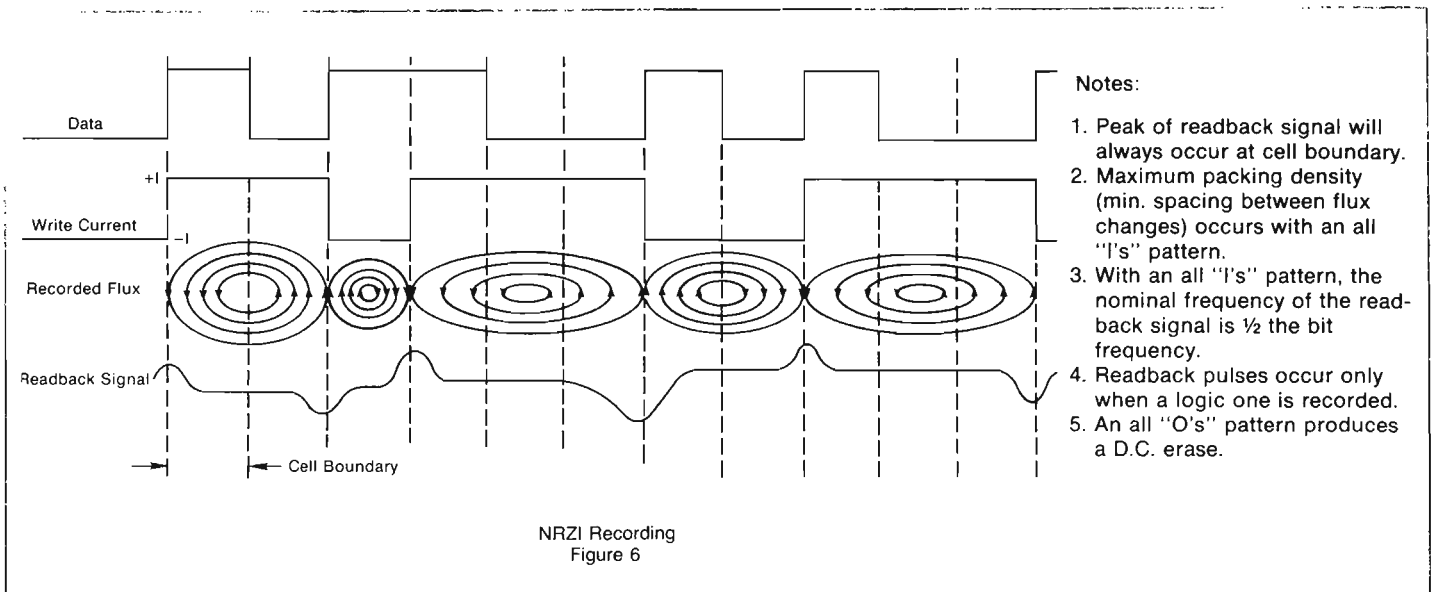 Data
+I
Write Current
–I
Recorded Flux
Readback Signal
Cell Boundary
NRZI Recording
Figure 6
Notes:
1. Peak of readback signal will
always occur at cell boundary.
2. Maximum packing density
(min. spacing between flux
changes) occurs with an all
"I's" pattern.
3. With an all "I's" pattern, the
nominal frequency of the read-
back signal is ½ the bit
frequency.
4. Readback pulses occur only
when a logic one is recorded.
5. An all "O's" pattern produces
a D.C. erase.